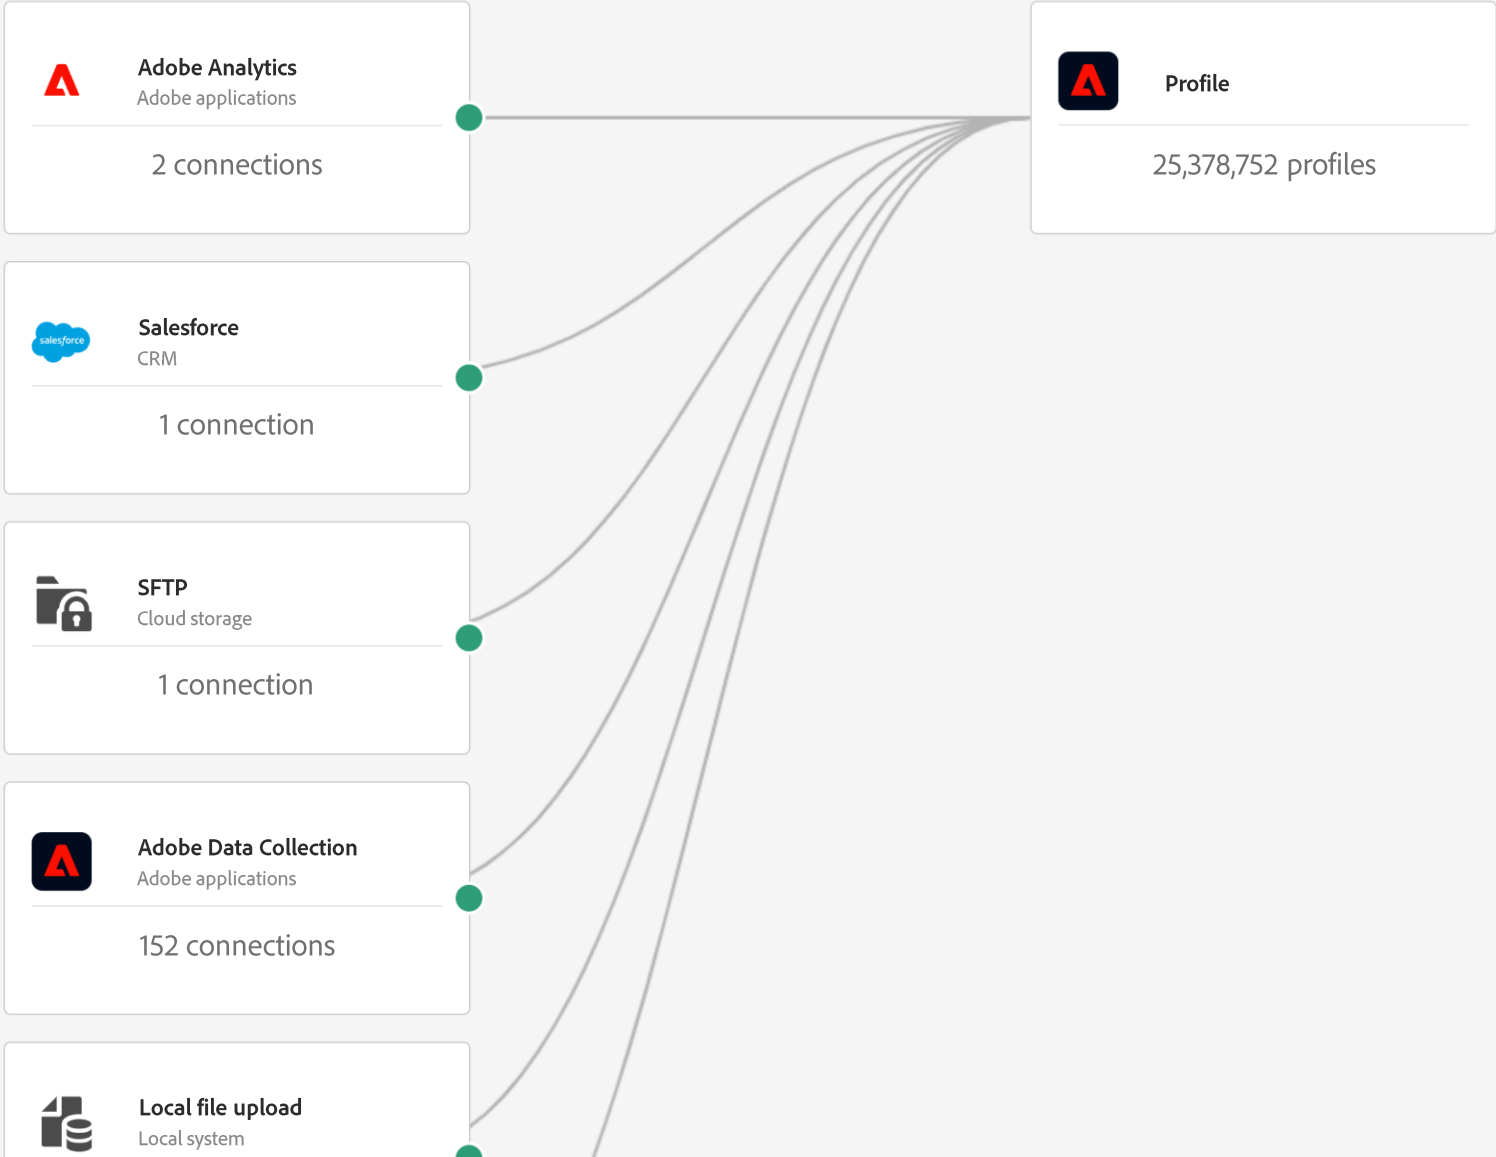 Adobe Analytics
Adobe applications
2 connections
Profile
25,378,752 profiles
salesforce
Salesforce
CRM
1 connection
SFTP
Cloud storage
1 connection
Adobe Data Collection
Adobe applications
152 connections
Local file upload
Local system